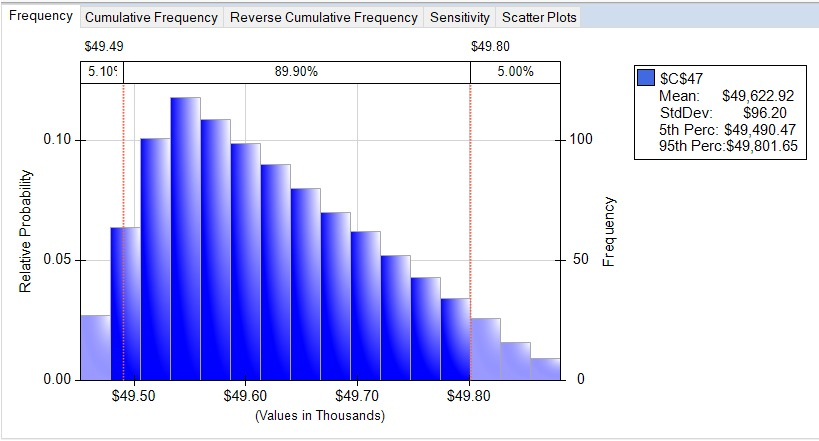 Frequency Cumulative Frequency Reverse Cumulative Frequency Sensitivity Scatter Plots
$49.49 $49.80
5.10% 89.90% 5.00%
$C$47
Mean: $49,622.92
StdDev: $96.20
5th Perc: $49,490.47
95th Perc:$49,801.65
0.10 100
0.05 50
0.00 0
Relative Probability
Frequency
$49.50 $49.60 $49.70 $49.80
(Values in Thousands)